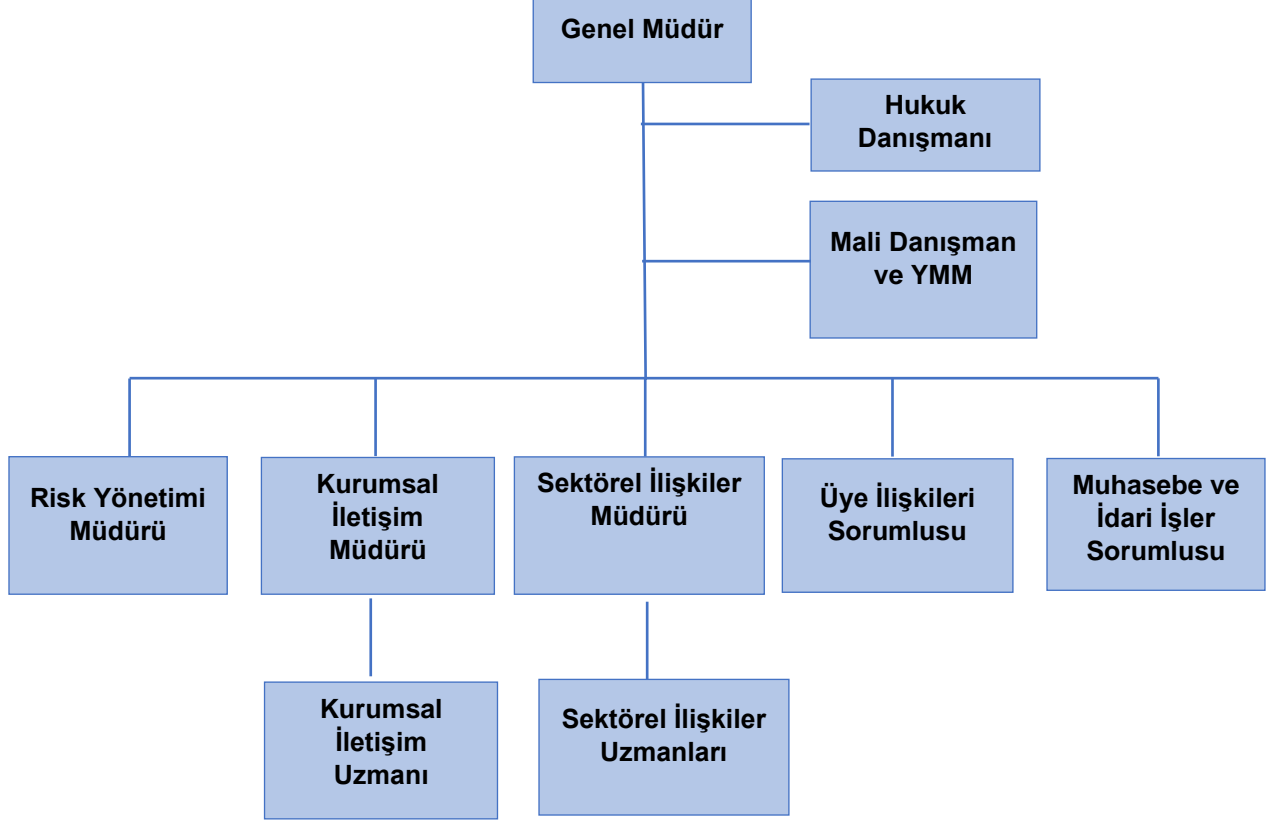 Genel Müdür
Hukuk
Danışmanı
Mali Danışman
ve YMM
Risk Yönetimi
Müdürü
Kurumsal
İletişim
Müdürü
Sektörel İlişkiler
Müdürü
Üye İlişkileri
Sorumlusu
Muhasebe ve
İdari İşler
Sorumlusu
Kurumsal
İletişim
Uzmanı
Sektörel İlişkiler
Uzmanları